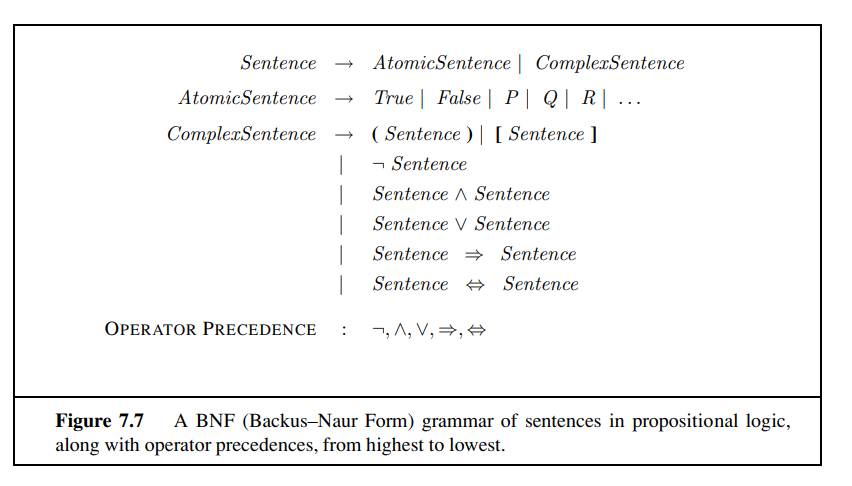 Sentence → AtomicSentence | ComplexSentence
AtomicSentence → True | False | P | Q | R | ...
ComplexSentence → ( Sentence ) | [ Sentence ]
| ¬ Sentence
| Sentence ∧ Sentence
| Sentence ∨ Sentence
| Sentence ⇒ Sentence
| Sentence ⇔ Sentence
OPERATOR PRECEDENCE : ¬, ∧, ∨, ⇒, ⇔
Figure 7.7 A BNF (Backus–Naur Form) grammar of sentences in propositional logic,
along with operator precedences, from highest to lowest.